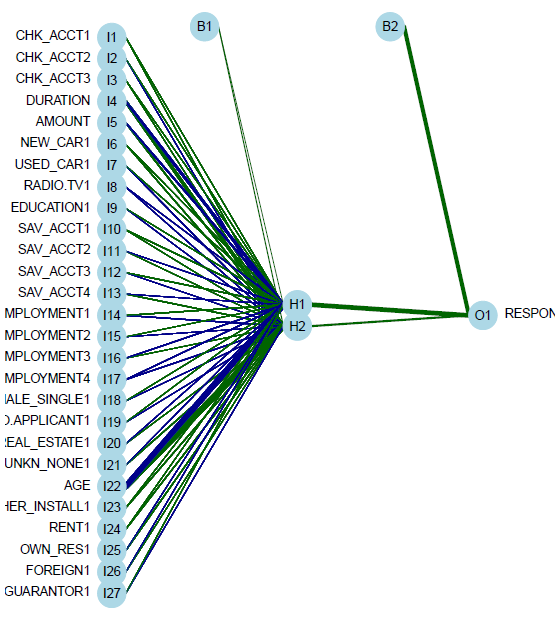 B1
B2
CHK_ACCT1 I1
CHK_ACCT2 I2
CHK_ACCT3 I3
DURATION I4
AMOUNT I5
NEW_CAR1 I6
USED_CAR1 I7
RADIO.TV1 I8
EDUCATION1 I9
SAV_ACCT1 I10
SAV_ACCT2 I11
SAV_ACCT3 I12
SAV_ACCT4 I13
H1
MPLOYMENT1 I14
O1 RESPON
H2
MPLOYMENT2 I15
MPLOYMENT3 I16
MPLOYMENT4 I17
IALE_SINGLE1 I18
O.APPLICANT1 I19
REAL_ESTATE1 I20
UNKN_NONE1 I21
AGE I22
HER_INSTALL1 I23
RENT1 I24
OWN_RES1 I25
FOREIGN1 I26
GUARANTOR1 I27